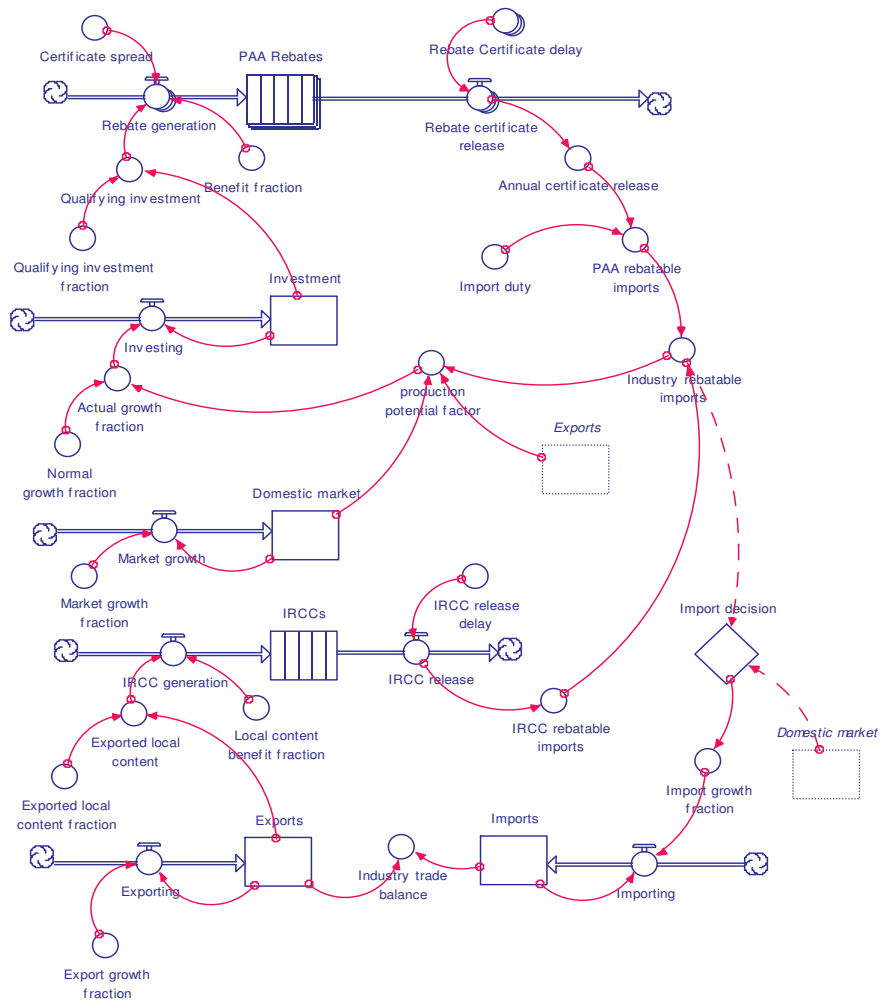 Certificate spread
PAA Rebates
Rebate Certificate delay
Rebate generation
Rebate certificate
release
Benefit fraction
Annual certificate release
Qualifying investment
Qualifying investment
fraction
Investment
Import duty
PAA rebatable
imports
Investing
Industry rebatable
imports
Actual growth
fraction
production
potential factor
Exports
Normal
growth fraction
Domestic market
Market growth
Market growth
fraction
IRCC release
delay
Import decision
IRCCs
IRCC generation
IRCC release
Exported local
content
Local content
benefit fraction
IRCC rebatable
imports
Domestic market
Exported local
content fraction
Import growth
fraction
Exports
Imports
Exporting
Industry trade
balance
Importing
Export growth
fraction